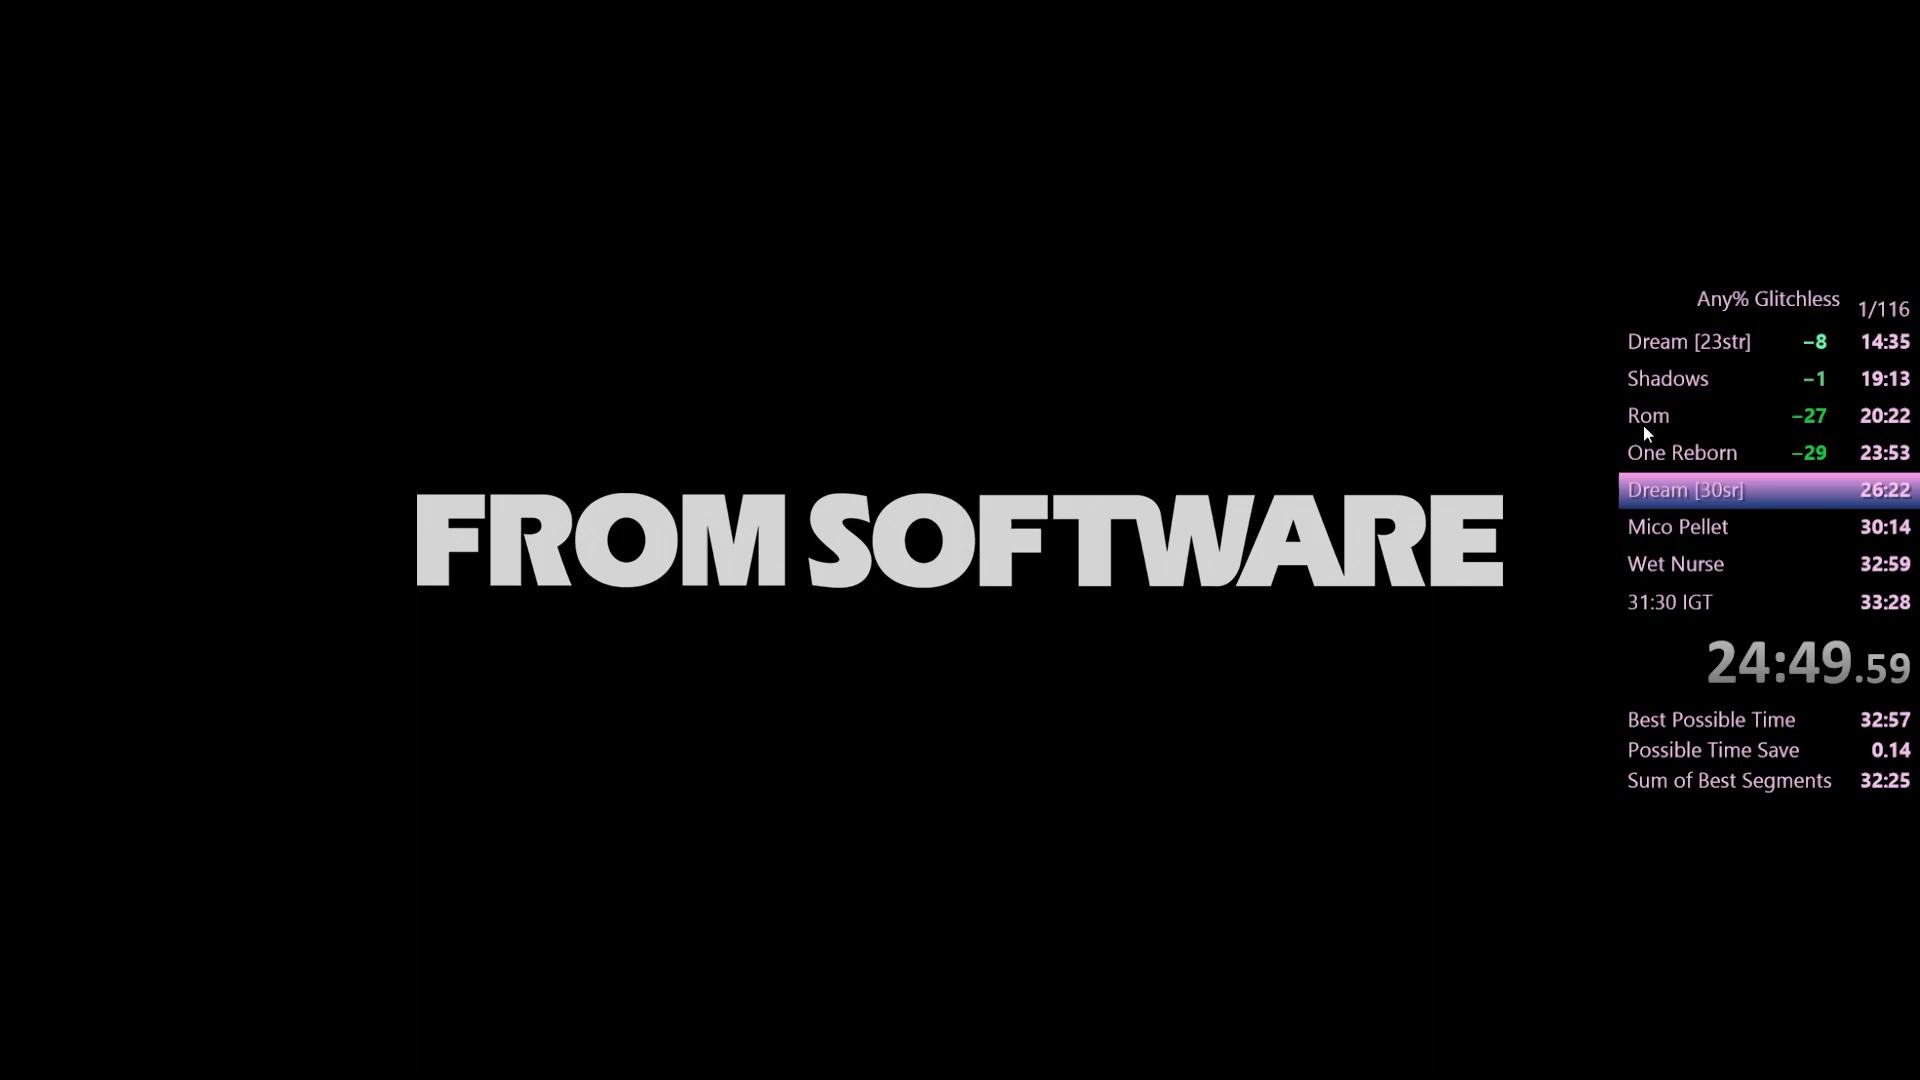 FROM SOFTWARE
Any% Glitchless 1/116
Dream [23str] −8 14:35
Shadows −1 19:13
Rom −27 20:22
One Reborn −29 23:53
Dream [30sr] 26:22
Mico Pellet 30:14
Wet Nurse 32:59
31:30 IGT 33:28
24:49.59
Best Possible Time 32:57
Possible Time Save 0.14
Sum of Best Segments 32:25